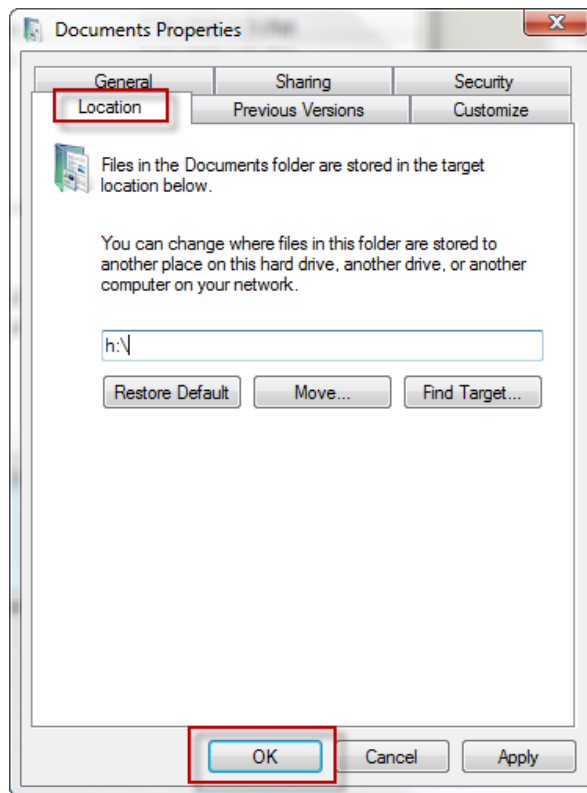 Documents Properties
General Sharing Security
Location Previous Versions Customize
Files in the Documents folder are stored in the target
location below.
You can change where files in this folder are stored to
another place on this hard drive, another drive, or another
computer on your network.
h:\
Restore Default Move... Find Target...
OK Cancel Apply